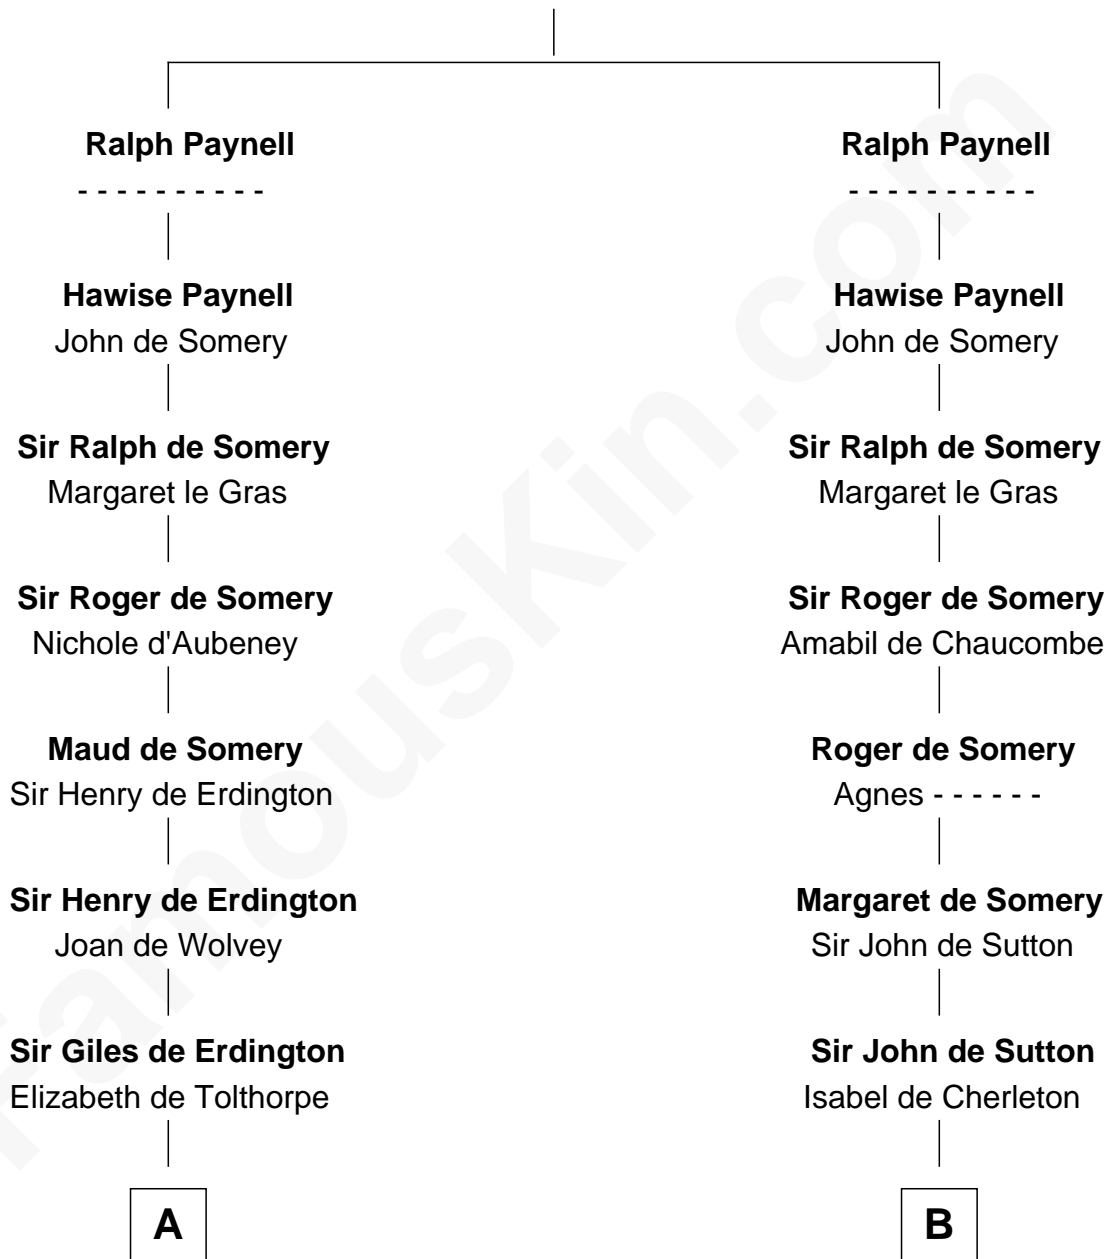 Ralph Paynell
- - - - - - - - - -
Hawise Paynell
John de Somery
Sir Ralph de Somery
Margaret le Gras
Sir Roger de Somery
Nichole d'Aubeney
Maud de Somery
Sir Henry de Erdington
Sir Henry de Erdington
Joan de Wolvey
Sir Giles de Erdington
Elizabeth de Tolthorpe
A
Ralph Paynell
- - - - - - - - - -
Hawise Paynell
John de Somery
Sir Ralph de Somery
Margaret le Gras
Sir Roger de Somery
Amabil de Chaucombe
Roger de Somery
Agnes - - - - - -
Margaret de Somery
Sir John de Sutton
Sir John de Sutton
Isabel de Cherleton
B
FamousKin.com